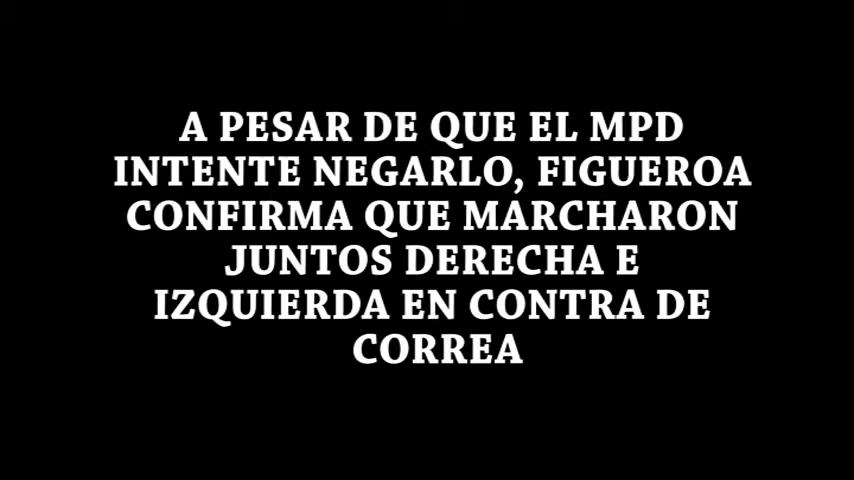 A PESAR DE QUE EL MPD
INTENTE NEGARLO, FIGUEROA
CONFIRMA QUE MARCHARON
JUNTOS DERECHA E
IZQUIERDA EN CONTRA DE
CORREA